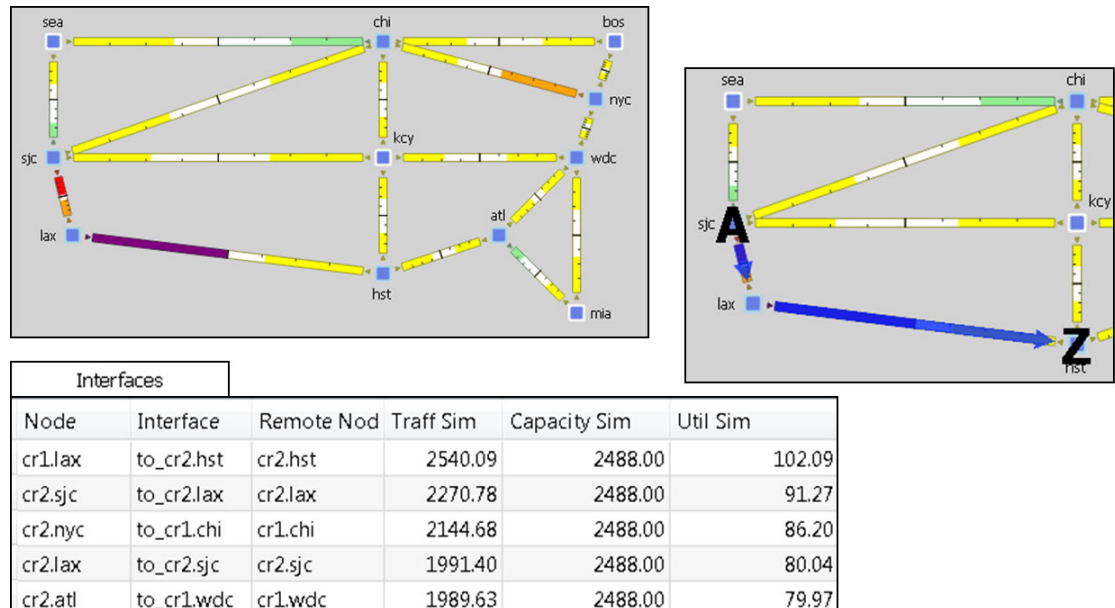 sea chi bos
nyc
sjc kcy wdc
lax atl
hst mia
sea chi
sjc A kcy
lax
Z
hst
Interfaces
Node Interface Remote Nod Traff Sim Capacity Sim Util Sim
cr1.lax to_cr2.hst cr2.hst 2540.09 2488.00 102.09
cr2.sjc to_cr2.lax cr2.lax 2270.78 2488.00 91.27
cr2.nyc to_cr1.chi cr1.chi 2144.68 2488.00 86.20
cr2.lax to_cr2.sjc cr2.sjc 1991.40 2488.00 80.04
cr2.atl to_cr1.wdc cr1.wdc 1989.63 2488.00 79.97